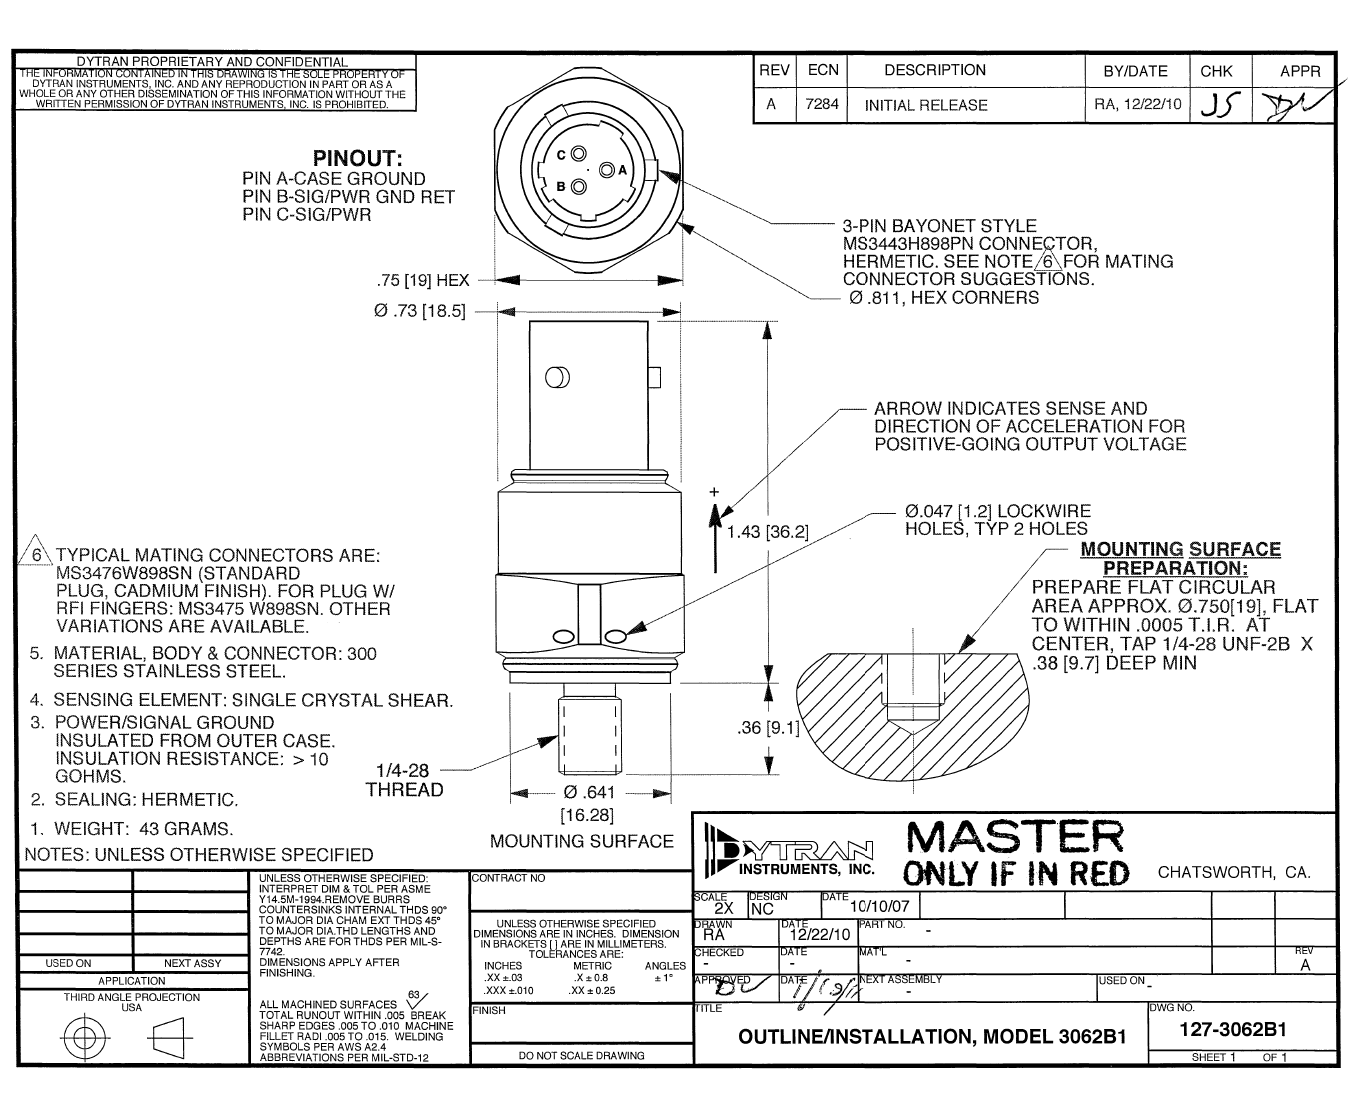 DYTRAN PROPRIETARY AND CONFIDENTIAL
THE INFORMATION CONTAINED IN THIS DRAWING IS THE SOLE PROPERTY OF
DYTRAN INSTRUMENTS, INC. AND ANY REPRODUCTION IN PART OR AS A
WHOLE OR ANY OTHER DISSEMINATION OF THIS INFORMATION WITHOUT THE
WRITTEN PERMISSION OF DYTRAN INSTRUMENTS, INC. IS PROHIBITED.
REV ECN DESCRIPTION BY/DATE CHK APPR
A 7284 INITIAL RELEASE RA, 12/22/10 JS
PINOUT:
PIN A-CASE GROUND
PIN B-SIG/PWR GND RET
PIN C-SIG/PWR
C
A
B
3-PIN BAYONET STYLE
MS3443H898PN CONNECTOR,
HERMETIC. SEE NOTE 6 FOR MATING
CONNECTOR SUGGESTIONS.
Ø .811, HEX CORNERS
.75 [19] HEX
Ø .73 [18.5]
ARROW INDICATES SENSE AND
DIRECTION OF ACCELERATION FOR
POSITIVE-GOING OUTPUT VOLTAGE
+
1.43 [36.2]
Ø.047 [1.2] LOCKWIRE
HOLES, TYP 2 HOLES
MOUNTING SURFACE
PREPARATION:
PREPARE FLAT CIRCULAR
AREA APPROX. Ø.750[19], FLAT
TO WITHIN .0005 T.I.R. AT
CENTER, TAP 1/4-28 UNF-2B X
.38 [9.7] DEEP MIN
.36 [9.1]
1/4-28
THREAD
Ø .641
[16.28]
MOUNTING SURFACE
6 TYPICAL MATING CONNECTORS ARE:
MS3476W898SN (STANDARD
PLUG, CADMIUM FINISH). FOR PLUG W/
RFI FINGERS: MS3475 W898SN. OTHER
VARIATIONS ARE AVAILABLE.
5. MATERIAL, BODY & CONNECTOR: 300
SERIES STAINLESS STEEL.
4. SENSING ELEMENT: SINGLE CRYSTAL SHEAR.
3. POWER/SIGNAL GROUND
INSULATED FROM OUTER CASE.
INSULATION RESISTANCE: > 10
GOHMS.
2. SEALING: HERMETIC.
1. WEIGHT: 43 GRAMS.
NOTES: UNLESS OTHERWISE SPECIFIED
USED ON NEXT ASSY
APPLICATION
THIRD ANGLE PROJECTION
USA
UNLESS OTHERWISE SPECIFIED:
INTERPRET DIM & TOL PER ASME
Y14.5M-1994.REMOVE BURRS
COUNTERSINKS INTERNAL THDS 90°
TO MAJOR DIA CHAM EXT THDS 45°
TO MAJOR DIA.THD LENGTHS AND
DEPTHS ARE FOR THDS PER MIL-S-
7742.
DIMENSIONS APPLY AFTER
FINISHING.
63
ALL MACHINED SURFACES
TOTAL RUNOUT WITHIN .005 BREAK
SHARP EDGES .005 TO .010 MACHINE
FILLET RADI .005 TO .015. WELDING
SYMBOLS PER AWS A2.4
ABBREVIATIONS PER MIL-STD-12
CONTRACT NO
UNLESS OTHERWISE SPECIFIED
DIMENSIONS ARE IN INCHES. DIMENSION
IN BRACKETS [ ] ARE IN MILLIMETERS.
TOLERANCES ARE:
INCHES METRIC ANGLES
.XX ±.03 .X ± 0.8 ± 1°
.XXX ±.010 .XX ± 0.25
FINISH
DO NOT SCALE DRAWING
DYTRAN
INSTRUMENTS, INC.
MASTER
ONLY IF IN RED
CHATSWORTH, CA.
SCALE 2X DESIGN NC DATE 10/10/07
DRAWN RA DATE 12/22/10 PART NO. -
CHECKED - DATE - MAT'L - REV A
APPROVED DATE NEXT ASSEMBLY - USED ON -
TITLE
OUTLINE/INSTALLATION, MODEL 3062B1
DWG NO.
127-3062B1
SHEET 1 OF 1